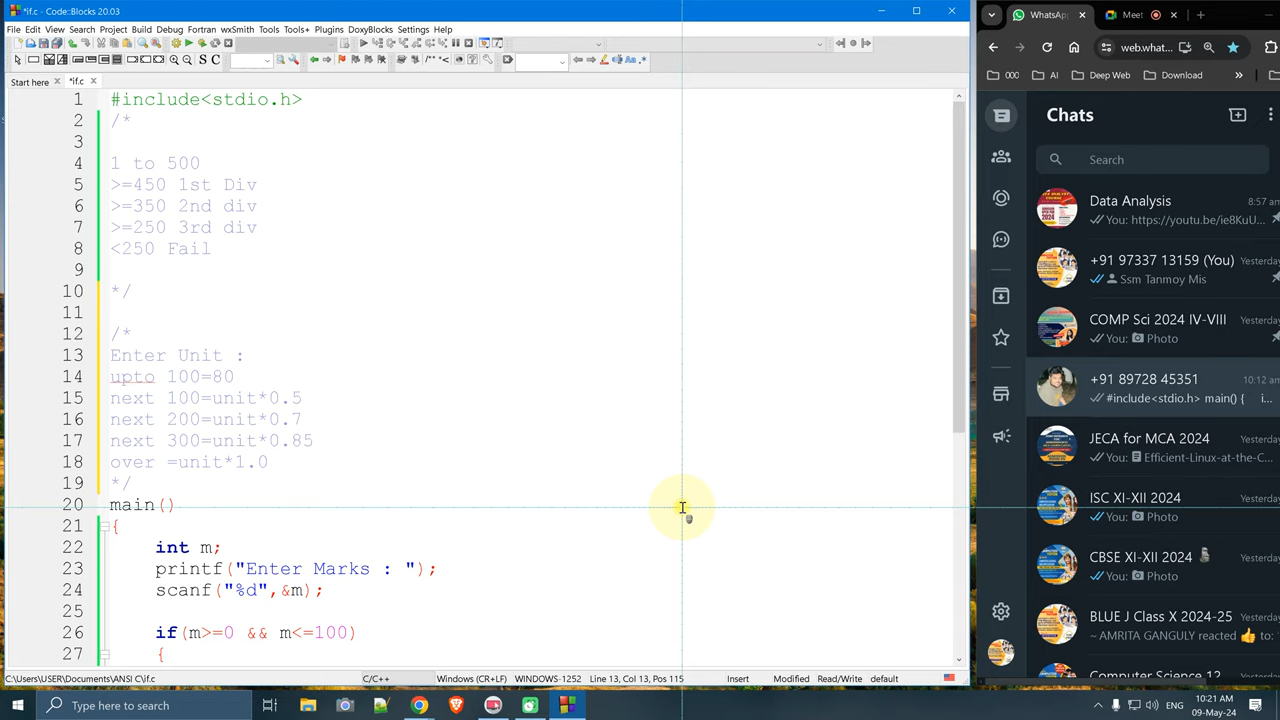 *if.c - Code::Blocks 20.03
File Edit View Search Project Build Debug Fortran wxSmith Tools Tools+ Plugins DoxyBlocks Settings Help
Start here
*if.c
1 #include<stdio.h>
2 /*
3
4 1 to 500
5 >=450 1st Div
6 >=350 2nd div
7 >=250 3rd div
8 <250 Fail
9
10 */
11
12 /*
13 Enter Unit :
14 upto 100=80
15 next 100=unit*0.5
16 next 200=unit*0.7
17 next 300=unit*0.85
18 over =unit*1.0
19 */
20 main()
21 {
22 int m;
23 printf("Enter Marks : ");
24 scanf("%d",&m);
25
26 if(m>=0 && m<=100)
27 {
C:\Users\USER\Documents\ANSI C\if.c
C/C++
Windows (CR+LF)
WINDOWS-1252
Line 13, Col 13, Pos 115
Insert
Modified
Read/Write
default
WhatsApp
Meet
web.whats
000
AI
Deep Web
Download
»
Chats
Search
Data Analysis 8:57 am
You: https://youtu.be/ie8KuU...
+91 97337 13159 (You) Yesterday
Ssm Tanmoy Mis
COMP Sci 2024 IV-VIII Yesterday
You: Photo
+91 89728 45351 10:12 am
#include<stdio.h> main() { i...
JECA for MCA 2024 Yesterday
You: Efficient-Linux-at-the-C...
ISC XI-XII 2024 Yesterday
You: Photo
CBSE XI-XII 2024 Yesterday
You: Photo
BLUE J Class X 2024-25 Yesterday
~ AMRIK GANGULY reacted 👍 to:
Computer Science 12 Yesterday
Type here to search
10:21 AM
09-May-24